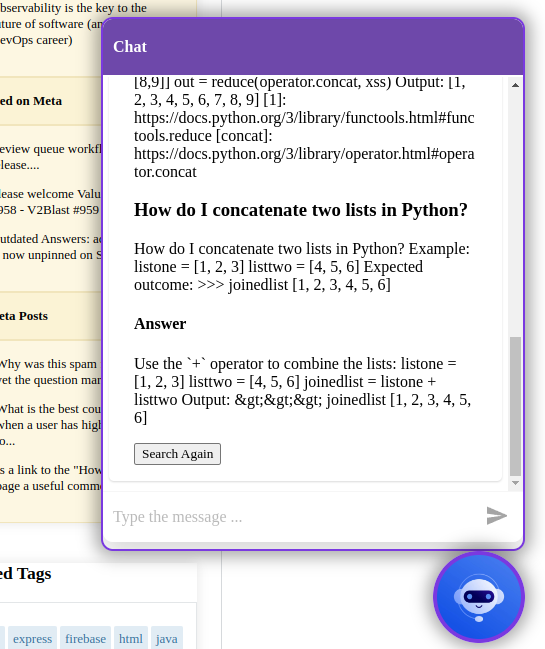 bservability is the key to the
uture of software (an
evOps career)
ed on Meta
eview queue workfl
lease....
lease welcome Valu
958 - V2Blast #959
utdated Answers: ac
now unpinned on S
eta Posts
Why was this spam
yet the question mar
What is the best cou
when a user has high
o...
s a link to the "How
page a useful comme
ed Tags
express firebase html java
Chat
[8,9]] out = reduce(operator.concat, xss) Output: [1,
2, 3, 4, 5, 6, 7, 8, 9] [1]:
https://docs.python.org/3/library/functools.html#func
tools.reduce [concat]:
https://docs.python.org/3/library/operator.html#opera
tor.concat
How do I concatenate two lists in Python?
How do I concatenate two lists in Python? Example:
listone = [1, 2, 3] listtwo = [4, 5, 6] Expected
outcome: >>> joinedlist [1, 2, 3, 4, 5, 6]
Answer
Use the `+` operator to combine the lists: listone =
[1, 2, 3] listtwo = [4, 5, 6] joinedlist = listone +
listtwo Output: &gt;&gt;&gt; joinedlist [1, 2, 3, 4, 5,
6]
Search Again
Type the message ...